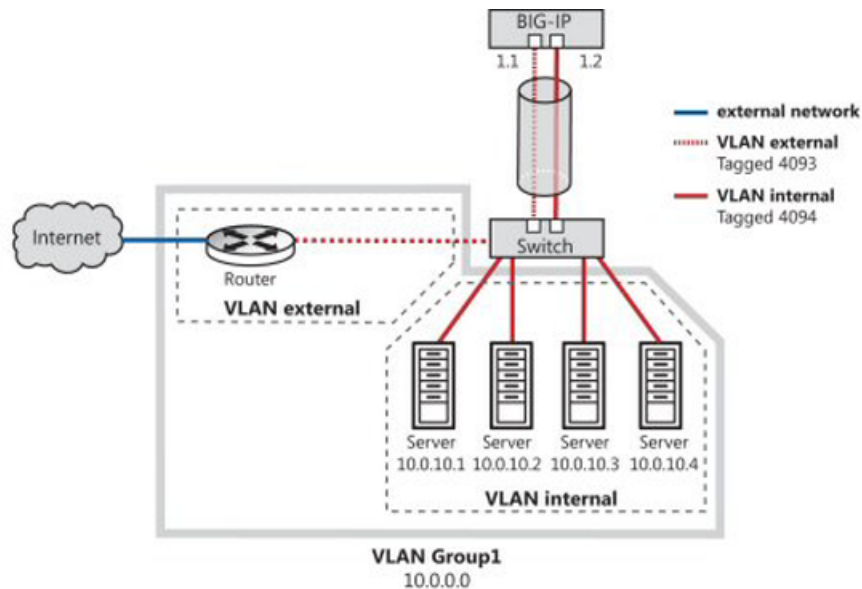 BIG-IP
1.1 1.2
external network
VLAN external
Tagged 4093
VLAN internal
Tagged 4094
Internet
Router
Switch
VLAN external
Server Server Server Server
10.0.10.1 10.0.10.2 10.0.10.3 10.0.10.4
VLAN internal
VLAN Group1
10.0.0.0